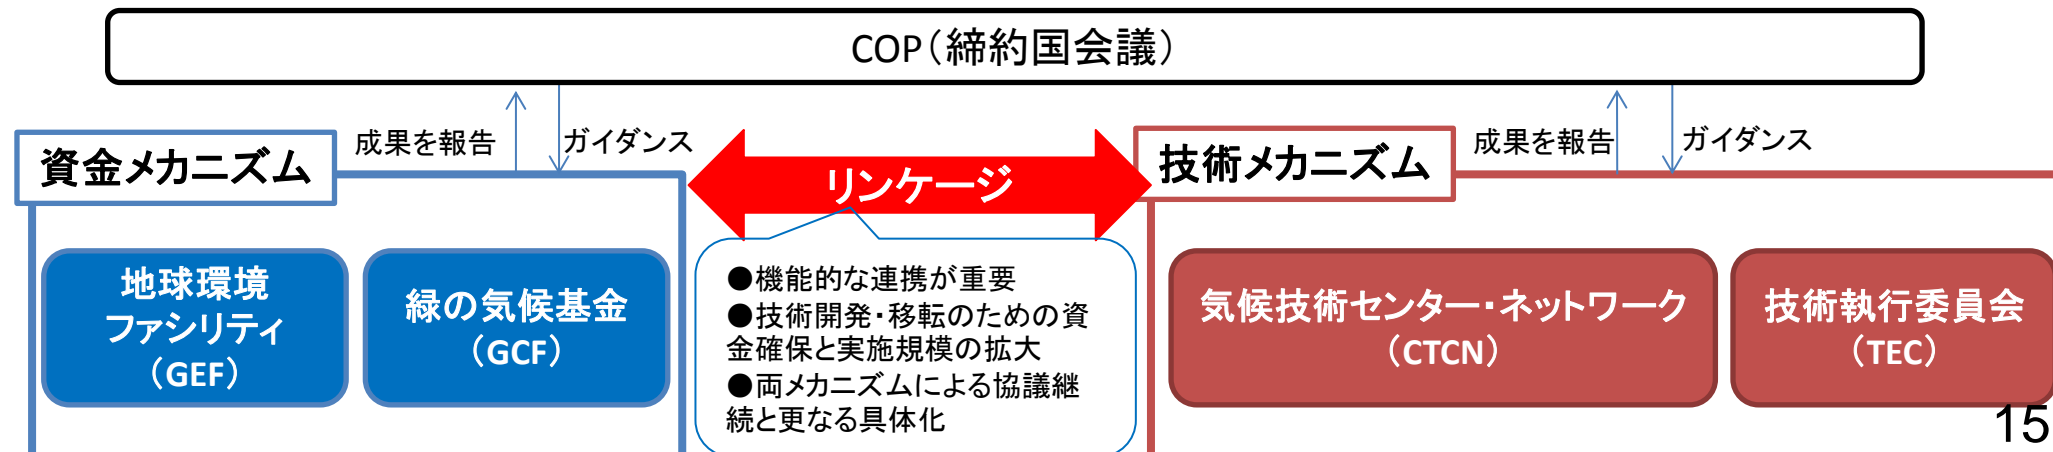 COP（締約国会議）
成果を報告
ガイダンス
成果を報告
ガイダンス
資金メカニズム
リンケージ
技術メカニズム
地球環境
ファシリティ
（GEF）
緑の気候基金
（GCF）
●機能的な連携が重要
●技術開発・移転のための資
金確保と実施規模の拡大
●両メカニズムによる協議継
続と更なる具体化
気候技術センター・ネットワーク
（CTCN）
技術執行委員会
（TEC）
15